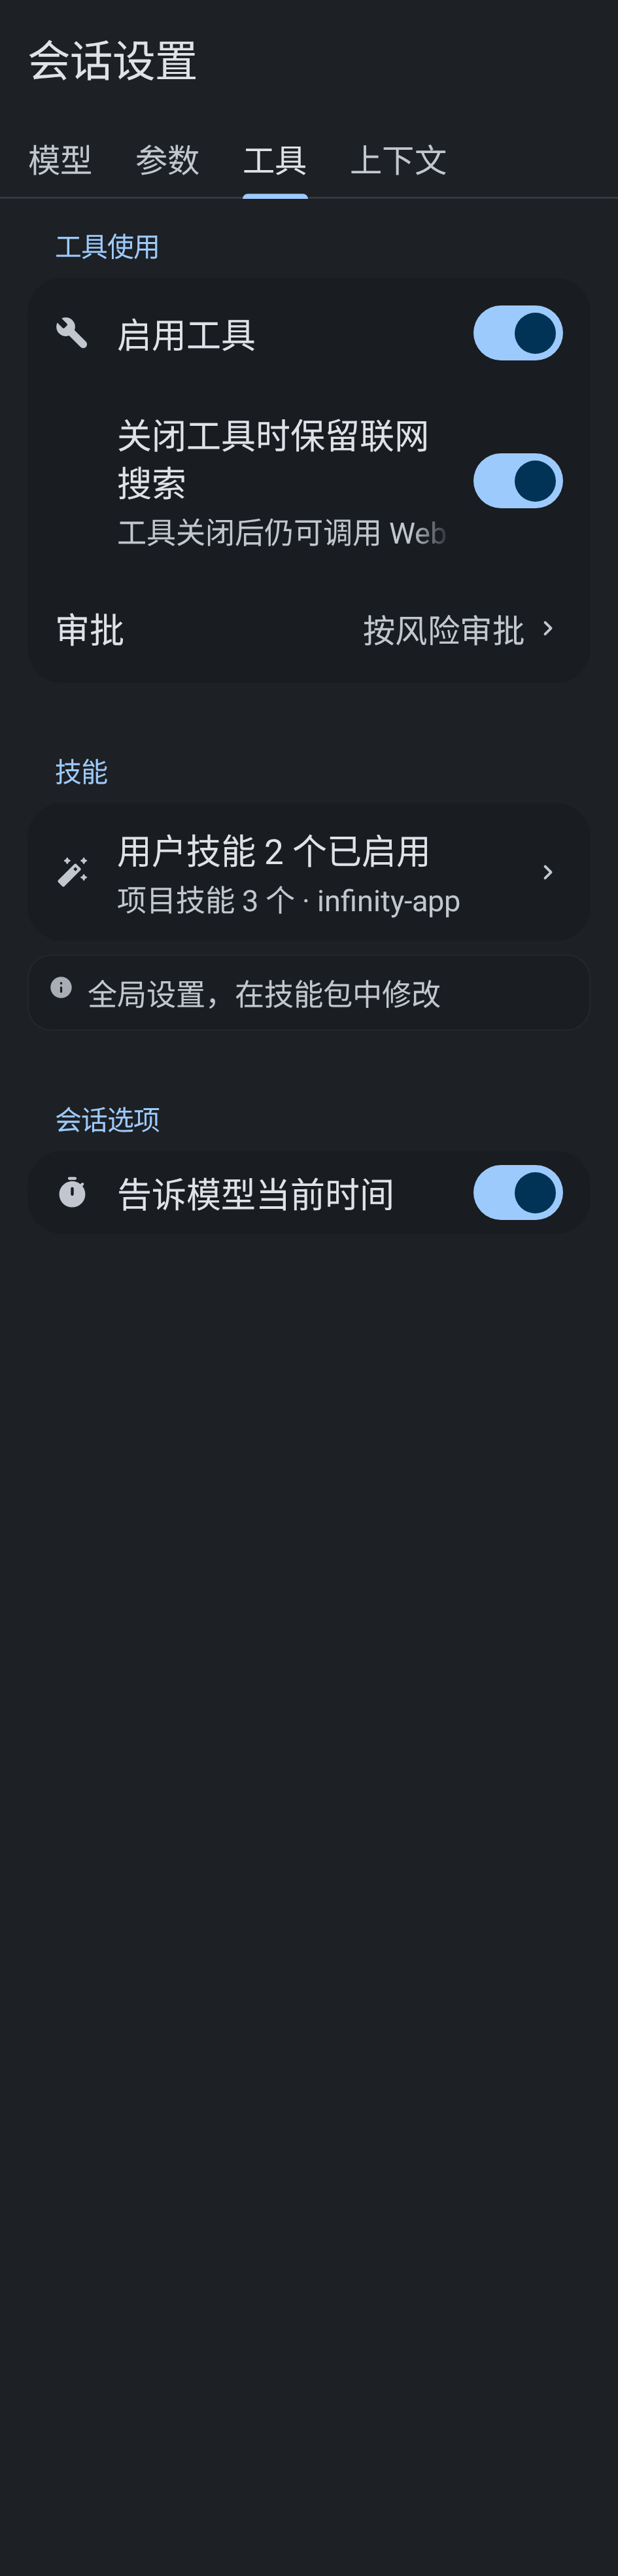 会话设置
模型 参数 工具 上下文
工具使用
启用工具
关闭工具时保留联网
搜索
工具关闭后仍可调用 Web
审批 按风险审批
技能
用户技能 2 个已启用
项目技能 3 个 · infinity-app
全局设置，在技能包中修改
会话选项
告诉模型当前时间